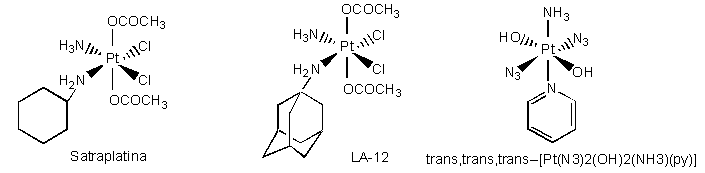 OCOCH3
H3N
Cl
Pt
H2N
Cl
OCOCH3
Satraplatina
OCOCH3
H3N
Cl
Pt
H2N
Cl
OCOCH3
LA-12
NH3
HO
N3
Pt
N3
OH
N
trans,trans,trans–[Pt(N3)2(OH)2(NH3)(py)]